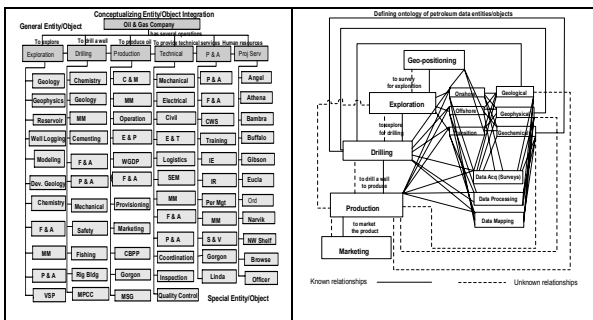 Conceptualizing Entity/Object Integration
General Entity/Object
Oil & Gas Company
has several operations
To explore
To drill a well
To produce oil
To provide technical services
Human resources
Exploration
Drilling
Production
Technical
P & A
Proj Serv
Geology
Geophysics
Reservoir
Well Logging
Modeling
Dev. Geology
Chemistry
F & A
MM
P & A
VSP
Chemistry
Geology
MM
Cementing
F & A
P & A
Mechanical
Safety
Fishing
Rig Bldg
MPCC
C & M
MM
Operation
E & P
WGDP
F & A
Provisioning
Marketing
CBPP
Gorgon
MSG
Mechanical
Electrical
Civil
E & T
Logistics
SEM
MM
F & A
P & A
Coordination
Inspection
Quality Control
P & A
F & A
CWS
Training
IE
IR
Per Mgt
MM
S & V
Gorgon
Linda
Angel
Athena
Bambra
Buffalo
Gibson
Eucla
Ord
Narvik
NW Shelf
Browse
Officer
Special Entity/Object
Defining ontology of petroleum data entities/objects
Geo-positioning
to survey
for exploration
Exploration
to explore
for drilling
Drilling
to drill a well
to produce
Production
to market
the product
Marketing
Onshore
Offshore
Transition
Geological
Geophysical
Geochemical
Data Acq (Surveys)
Data Processing
Data Mapping
Known relationships
Unknown relationships